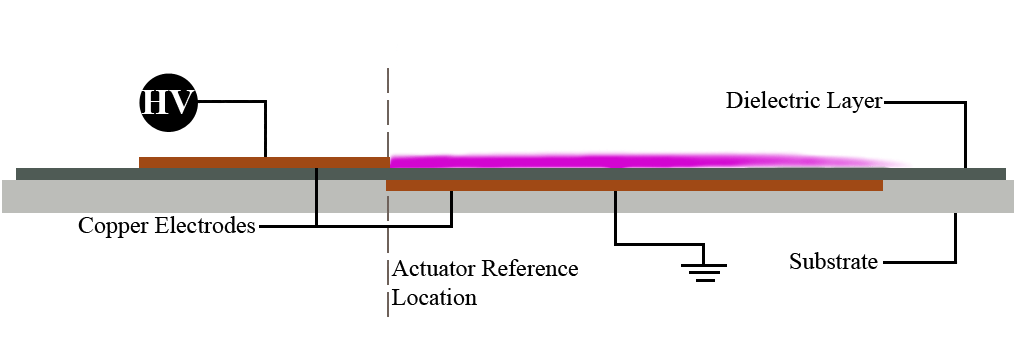 HV
Dielectric Layer
Copper Electrodes
Actuator Reference
Location
Substrate